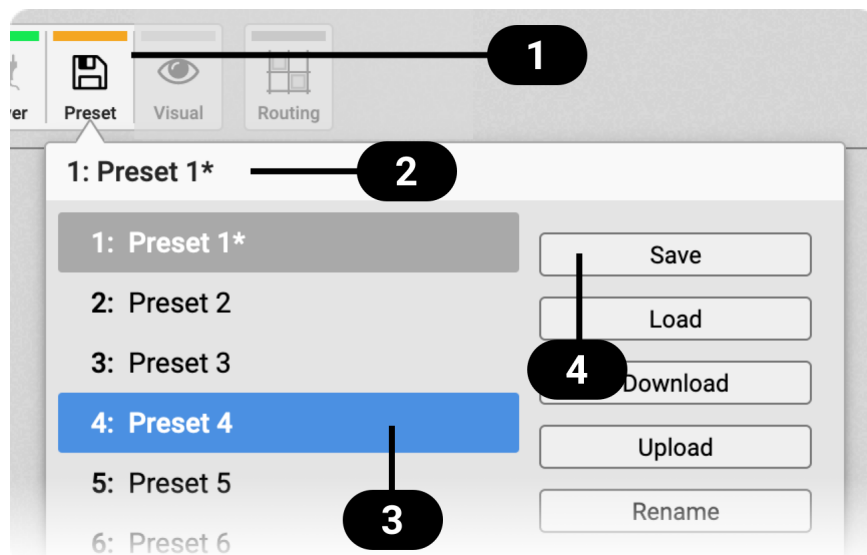 1
er Preset Visual Routing
1: Preset 1*
2
1: Preset 1*
2: Preset 2
3: Preset 3
4: Preset 4
5: Preset 5
6: Preset 6
3
Save
Load
4
Download
Upload
Rename